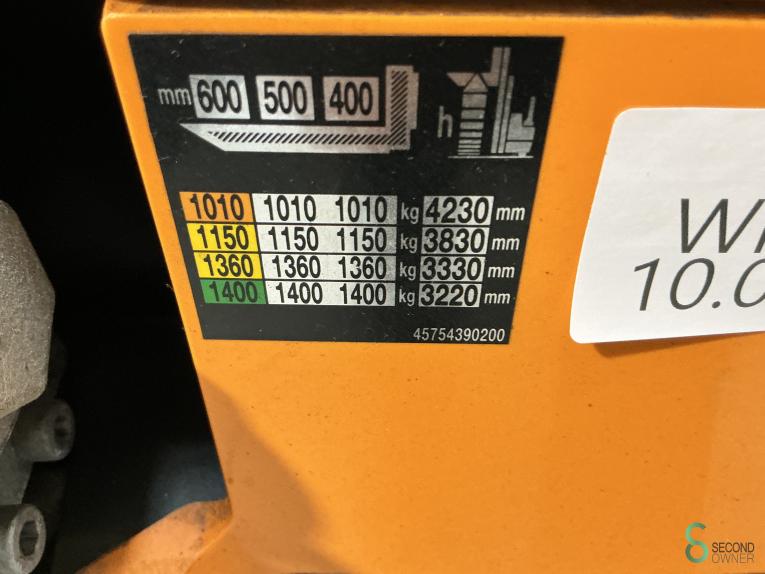 mm 600 500 400
h
1010 1010 1010 kg 4230 mm
1150 1150 1150 kg 3830 mm
1360 1360 1360 kg 3330 mm
1400 1400 1400 kg 3220 mm
45754390200
10.0
SECOND
OWNER